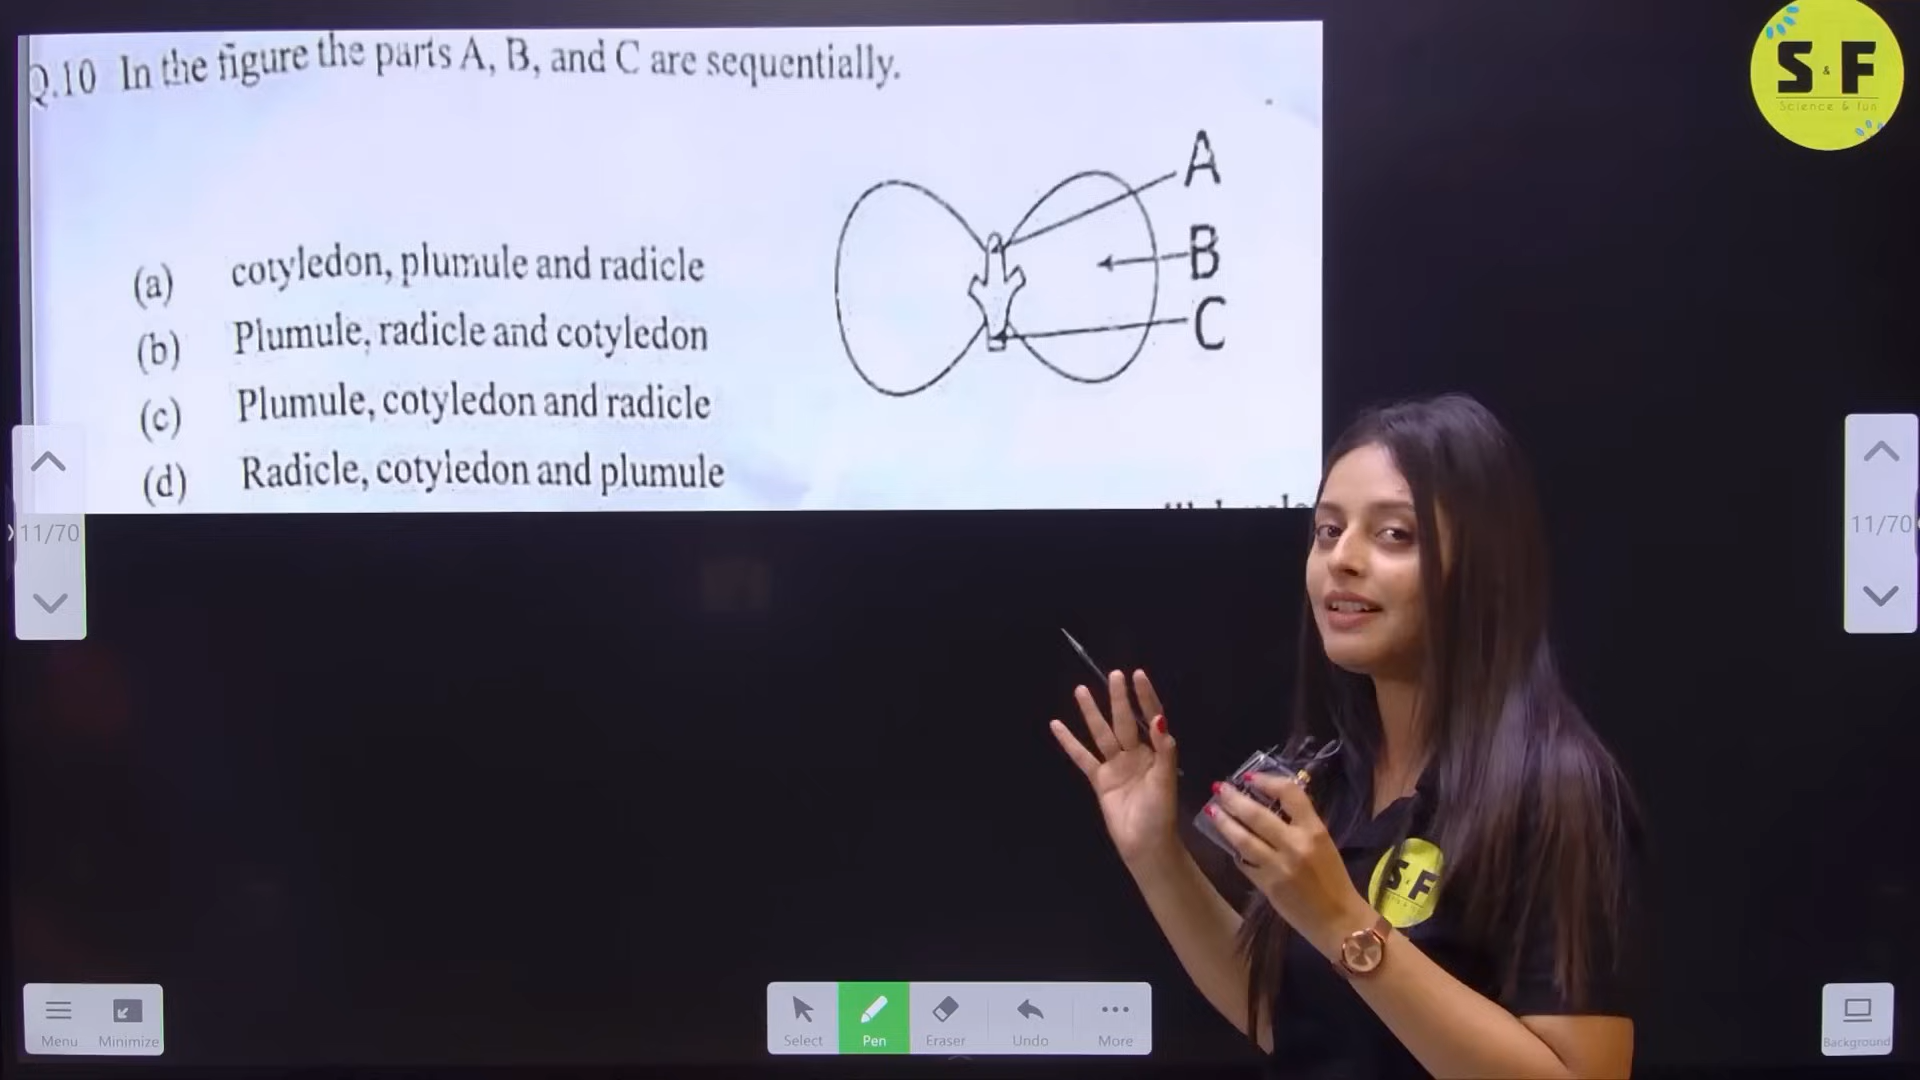 Q.10 In the figure the parts A, B, and C are sequentially.
A
B
C
(a) cotyledon, plumule and radicle
(b) Plumule, radicle and cotyledon
(c) Plumule, cotyledon and radicle
(d) Radicle, cotyledon and plumule
S & F
Science & fun
11/70
11/70
S F
Menu
Minimize
Select
Pen
Eraser
Undo
More
Background